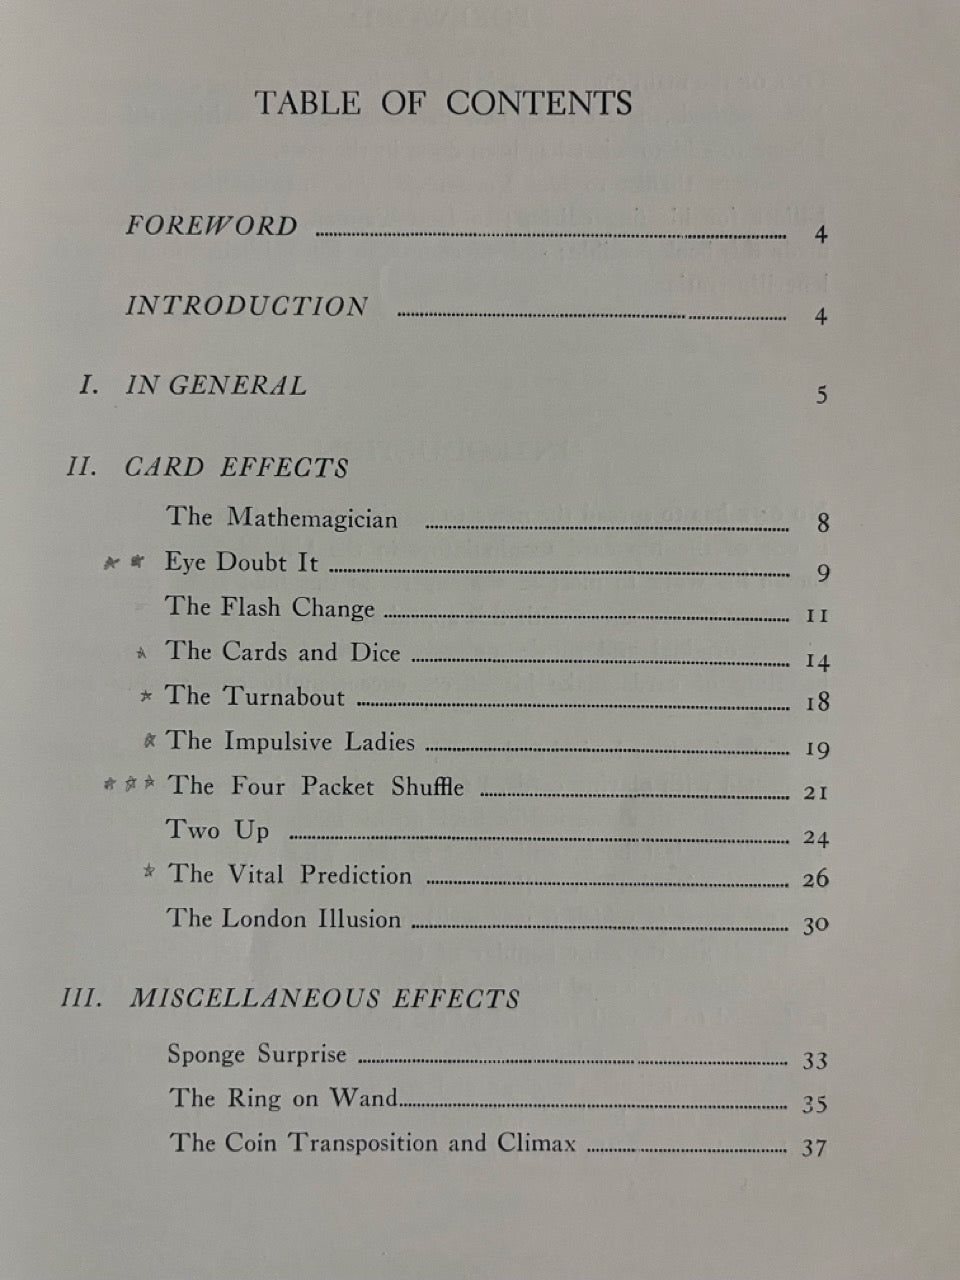 TABLE OF CONTENTS
FOREWORD 4
INTRODUCTION 4
I. IN GENERAL 5
II. CARD EFFECTS
The Mathemagician 8
Eye Doubt It 9
The Flash Change 11
The Cards and Dice 14
The Turnabout 18
The Impulsive Ladies 19
The Four Packet Shuffle 21
Two Up 24
The Vital Prediction 26
The London Illusion 30
III. MISCELLANEOUS EFFECTS
Sponge Surprise 33
The Ring on Wand 35
The Coin Transposition and Climax 37